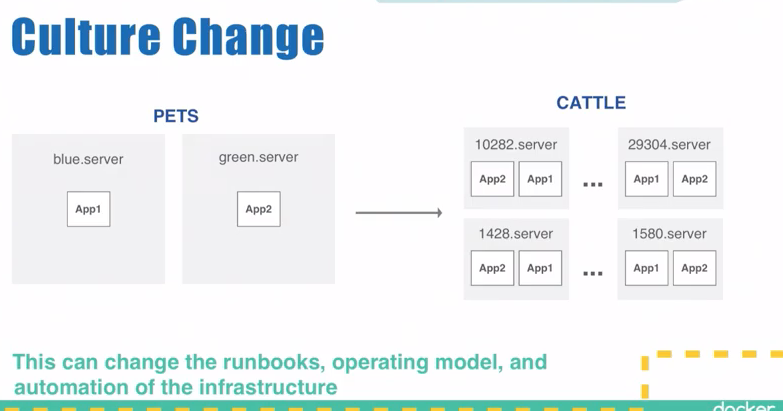 Culture Change
PETS
blue.server
App1
green.server
App2
CATTLE
10282.server
App2 App1
...
29304.server
App1 App2
1428.server
App2 App1
...
1580.server
App1 App2
This can change the runbooks, operating model, and
automation of the infrastructure
docker